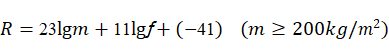 R = 23lgm + 11lgf+ (−41) (m ≥ 200kg/m²)